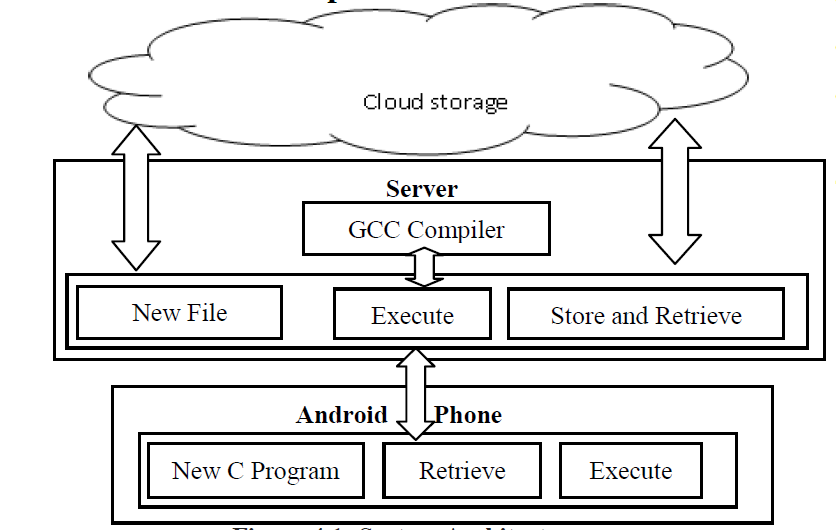 Cloud storage
Server
GCC Compiler
New File
Execute
Store and Retrieve
Android Phone
New C Program
Retrieve
Execute